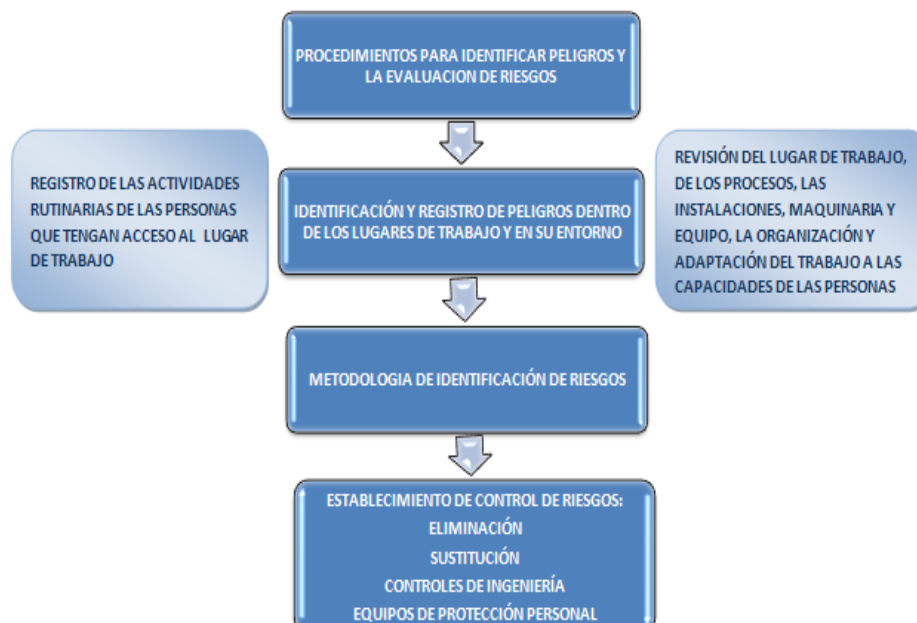 PROCEDIMIENTOS PARA IDENTIFICAR PELIGROS Y
LA EVALUACION DE RIESGOS
REGISTRO DE LAS ACTIVIDADES
RUTINARIAS DE LAS PERSONAS
QUE TENGAN ACCESO AL LUGAR
DE TRABAJO
IDENTIFICACIÓN Y REGISTRO DE PELIGROS DENTRO
DE LOS LUGARES DE TRABAJO Y EN SU ENTORNO
REVISIÓN DEL LUGAR DE TRABAJO,
DE LOS PROCESOS, LAS
INSTALACIONES, MAQUINARIA Y
EQUIPO, LA ORGANIZACIÓN Y
ADAPTACIÓN DEL TRABAJO A LAS
CAPACIDADES DE LAS PERSONAS
METODOLOGIA DE IDENTIFICACIÓN DE RIESGOS
ESTABLECIMIENTO DE CONTROL DE RIESGOS:
ELIMINACIÓN
SUSTITUCIÓN
CONTROLES DE INGENIERÍA
EQUIPOS DE PROTECCIÓN PERSONAL